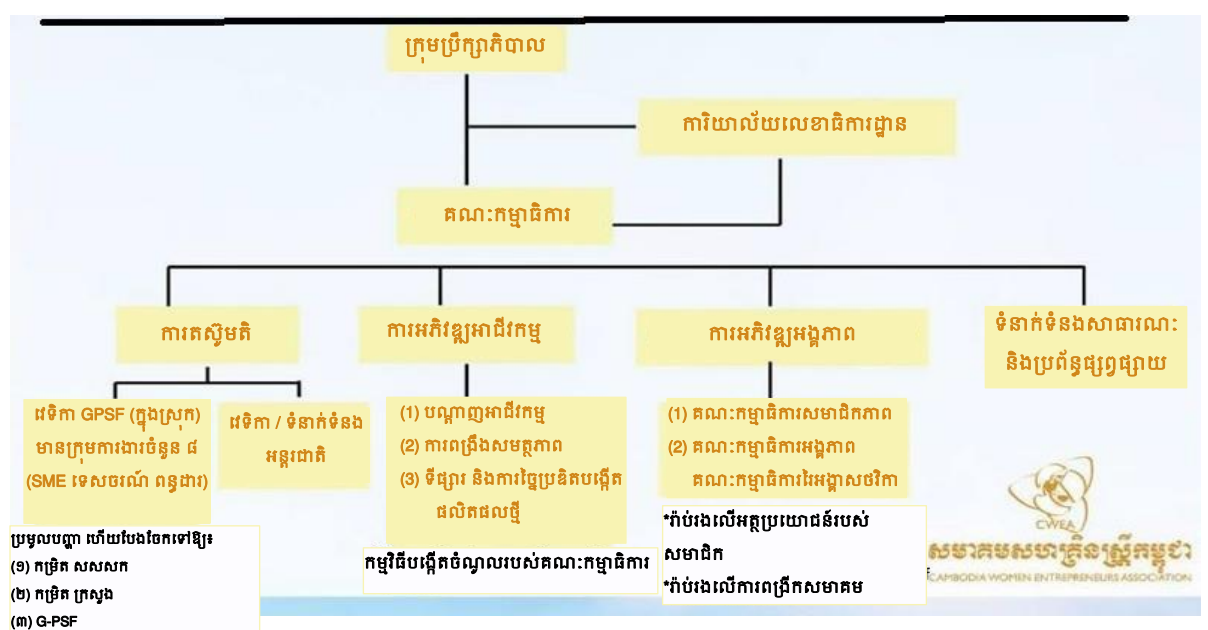 ក្រុមប្រឹក្សាភិបាល
ការិយាល័យលេខាធិការដ្ឋាន
គណៈកម្មាធិការ
ការតស៊ូមតិ
ការអភិវឌ្ឍអាជីវកម្ម
ការអភិវឌ្ឍអង្គភាព
ទំនាក់ទំនងសាធារណៈ
និងប្រព័ន្ធផ្សព្វផ្សាយ
វេទិកា GPSF (ក្នុងស្រុក)
មានក្រុមការងារចំនួន ៨
(SME ទេសចរណ៍ ពន្ធដារ)
វេទិកា / ទំនាក់ទំនង
អន្តរជាតិ
(1) បណ្តាញអាជីវកម្ម
(2) ការពង្រឹងសមត្ថភាព
(3) ទីផ្សារ និងការច្នៃប្រឌិតបង្កើត
ផលិតផលថ្មី
(1) គណៈកម្មាធិការសមាជិកភាព
(2) គណៈកម្មាធិការអង្គភាព
គណៈកម្មាធិការរៃអង្គាសថវិកា
ប្រមូលបញ្ហា ហើយបែងចែកទៅឱ្យ៖
(១) កម្រិត សសសក
(២) កម្រិត ក្រសួង
(៣) G-PSF
កម្មវិធីបង្កើតចំណូលរបស់គណៈកម្មាធិការ
*រ៉ាប់រងលើអត្ថប្រយោជន៍របស់
សមាជិក
*រ៉ាប់រងលើការពង្រីកសមាគម
CWEA
សមាគមសហគ្រិនស្ត្រីកម្ពុជា
CAMBODIA WOMEN ENTREPRENEURS ASSOCIATION